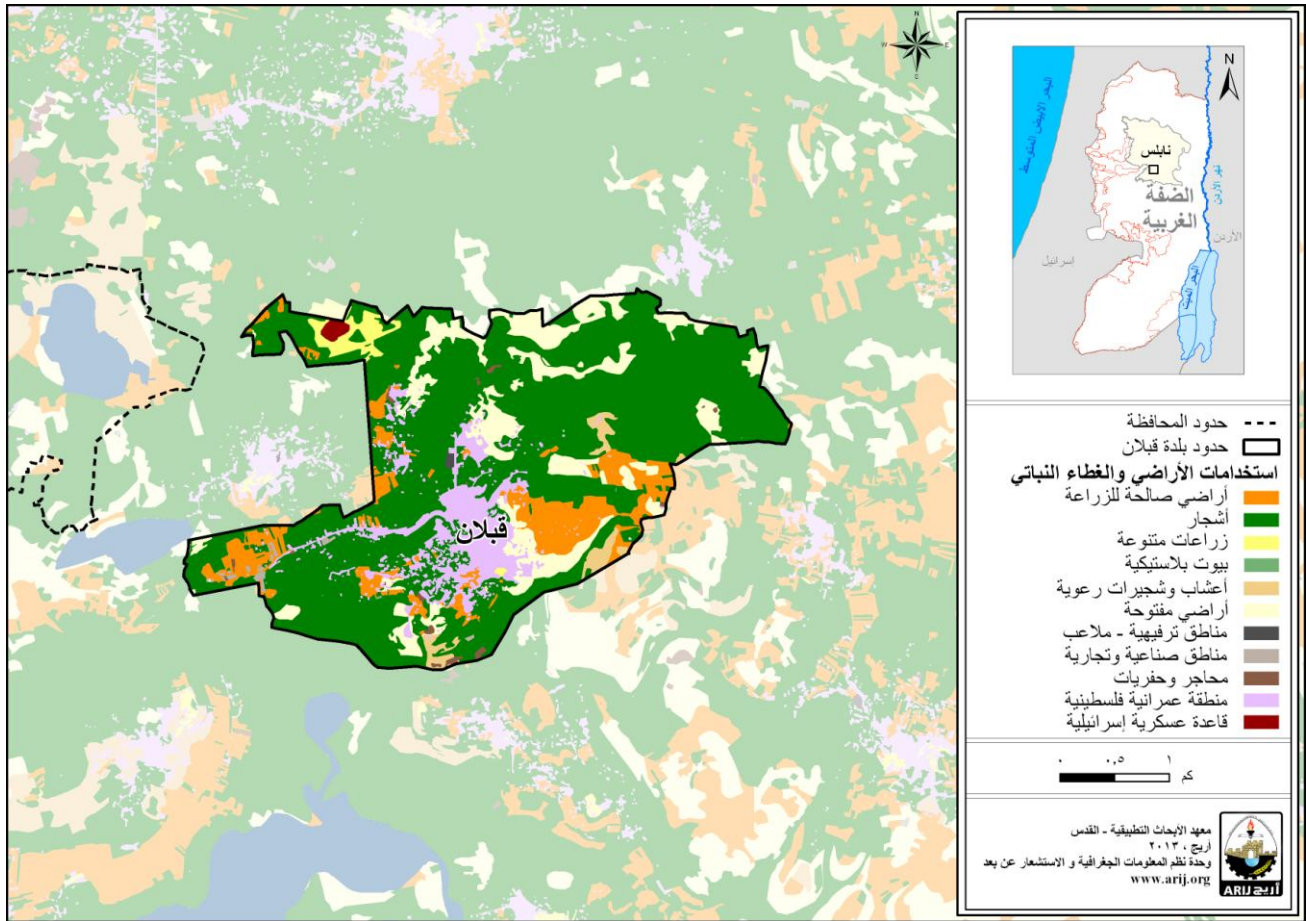 N
W
E
S
قبلان
N
البحر الابيض المتوسط
نابلس
نهر الاردن
الضفة
الغربية
الأردن
إسرائيل
البحر الميت
حدود المحافظة
حدود بلدة قبلان
استخدامات الأراضي والغطاء النباتي
أراضي صالحة للزراعة
أشجار
زراعات متنوعة
بيوت بلاستيكية
أعشاب وشجيرات رعوية
أراضي مفتوحة
مناطق ترفيهية - ملاعب
مناطق صناعية وتجارية
محاجر وحفريات
منطقة عمرانية فلسطينية
قاعدة عسكرية إسرائيلية
٠ ٠,٥ ١
كم
معهد الأبحاث التطبيقية - القدس
أريج ، ٢٠١٣
وحدة نظم المعلومات الجغرافية و الاستشعار عن بعد
www.arij.org
أريج ARIJ